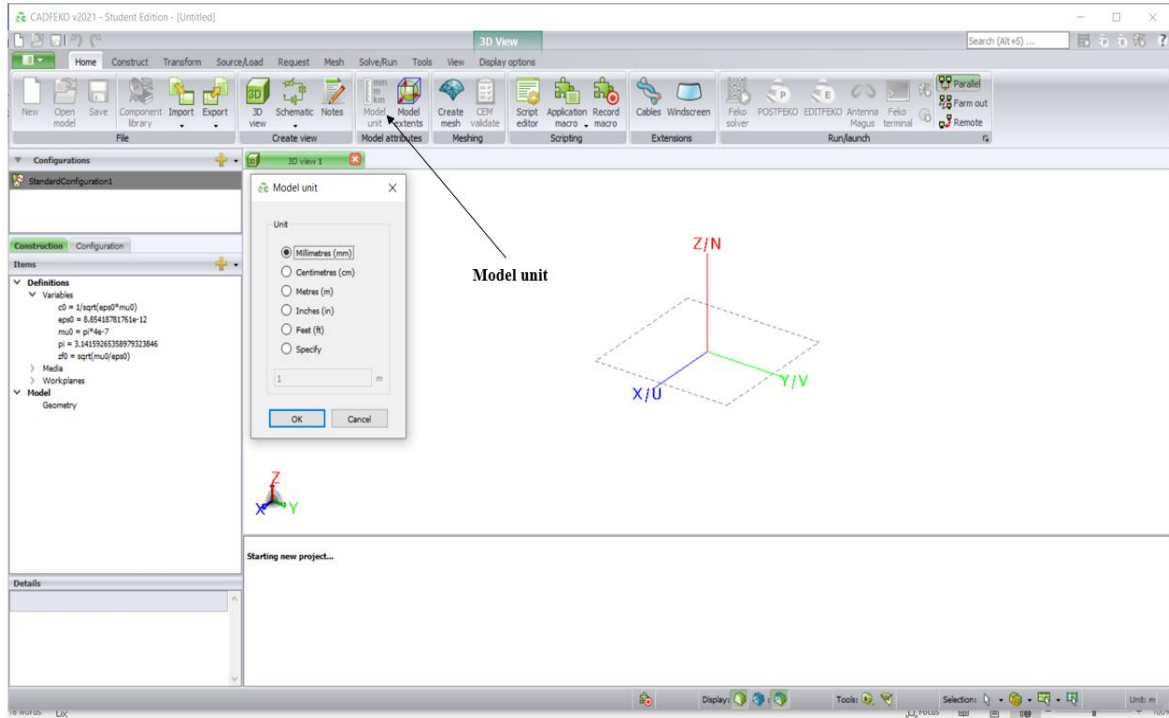 CADFEKO v2021 - Student Edition - [Untitled]
3D View
Search (Alt+S) ...
Home Construct Transform Source/Load Request Mesh Solve/Run Tools View Display options
New Open model Save Component library Import Export
File
3D view Schematic Notes
Create view
mm m km
Model unit Model extents
Model attributes
Create mesh CEM validate
Meshing
Script editor Application macro Record macro
Scripting
Cables Windscreen
Extensions
Feko solver POSTFEKO EDITFEKO Antenna Magus Feko terminal
Parallel
Farm out
Remote
Run/launch
Configurations
StandardConfiguration1
Construction Configuration
Items
Definitions
Variables
c0 = 1/sqrt(eps0*mu0)
eps0 = 8.85418781761e-12
mu0 = pi*4e-7
pi = 3.14159265358979323846
zf0 = sqrt(mu0/eps0)
Media
Workplanes
Model
Geometry
Details
3D view 1
Model unit
Unit
Millimetres (mm)
Centimetres (cm)
Metres (m)
Inches (in)
Feet (ft)
Specify
1 m
OK Cancel
Model unit
Z/N
X/U
Y/V
Z
X Y
Starting new project...
Display: Tools: Selection: Unit: m